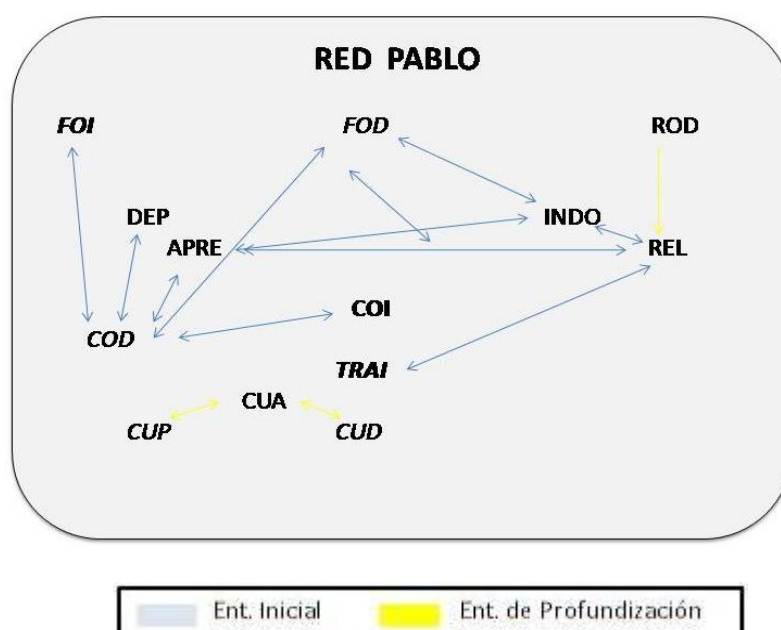 RED PABLO
FOI FOD ROD
DEP INDO
APRE REL
COI
COD
TRAI
CUA
CUP CUD
Ent. Inicial Ent. de Profundización